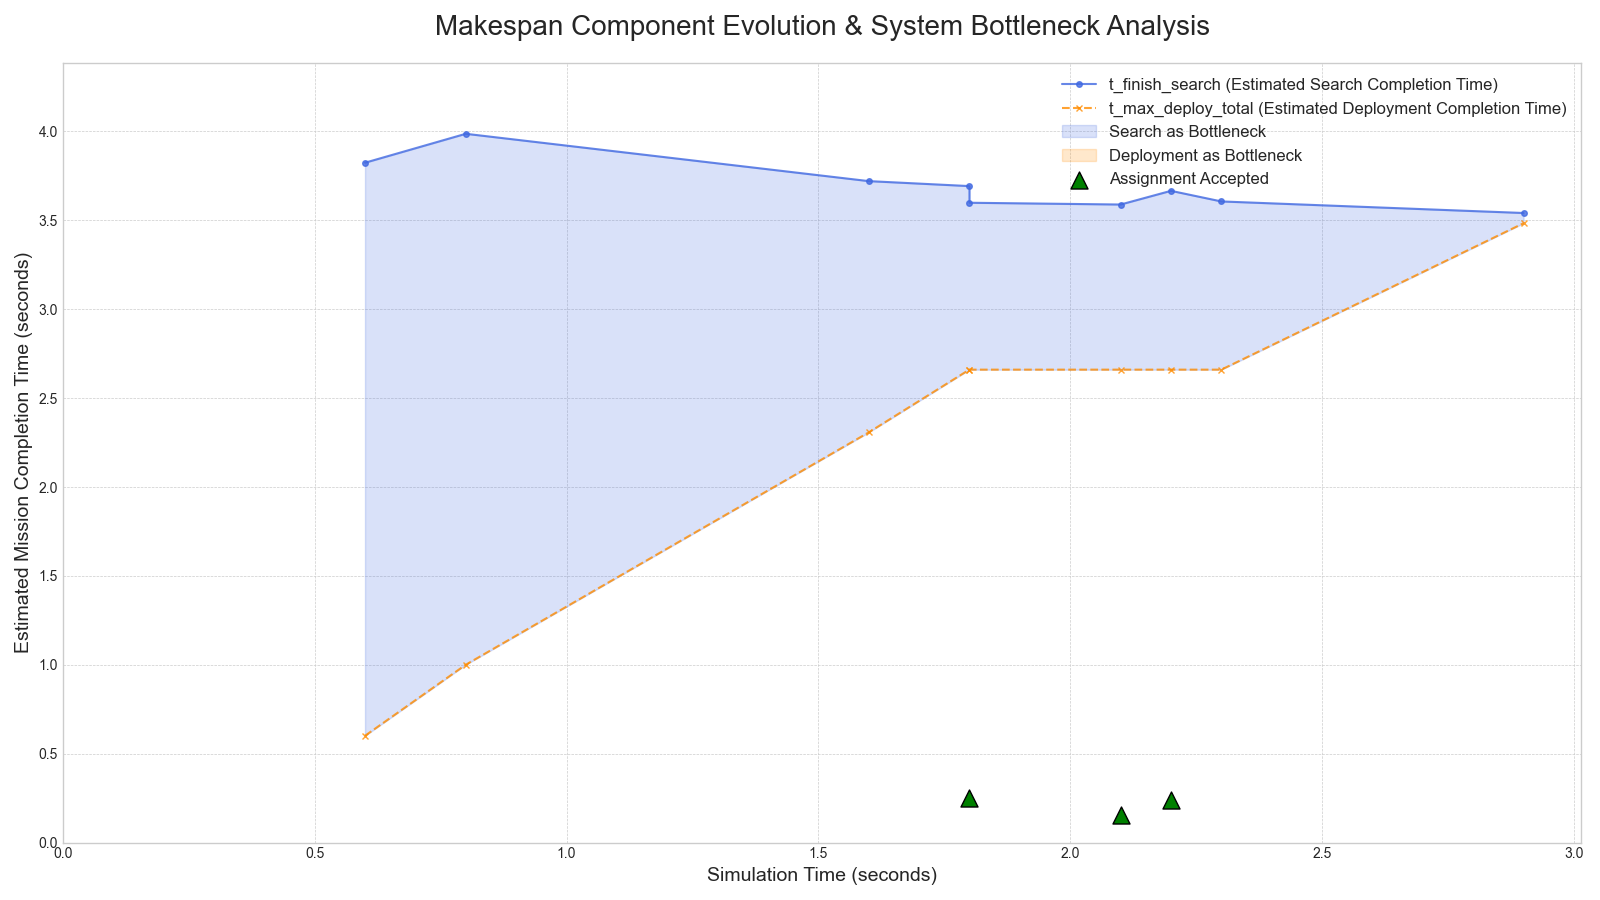 Makespan Component Evolution & System Bottleneck Analysis
t_finish_search (Estimated Search Completion Time)
t_max_deploy_total (Estimated Deployment Completion Time)
Search as Bottleneck
Deployment as Bottleneck
Assignment Accepted
Estimated Mission Completion Time (seconds)
4.0
3.5
3.0
2.5
2.0
1.5
1.0
0.5
0.0
0.0 0.5 1.0 1.5 2.0 2.5 3.0
Simulation Time (seconds)